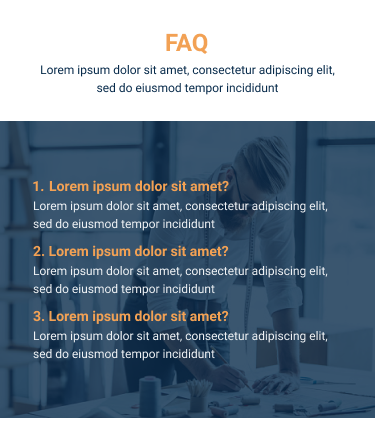 FAQ
Lorem ipsum dolor sit amet, consectetur adipiscing elit,
sed do eiusmod tempor incididunt
1. Lorem ipsum dolor sit amet?
Lorem ipsum dolor sit amet, consectetur adipiscing elit,
sed do eiusmod tempor incididunt
2. Lorem ipsum dolor sit amet?
Lorem ipsum dolor sit amet, consectetur adipiscing elit,
sed do eiusmod tempor incididunt
3. Lorem ipsum dolor sit amet?
Lorem ipsum dolor sit amet, consectetur adipiscing elit,
sed do eiusmod tempor incididunt